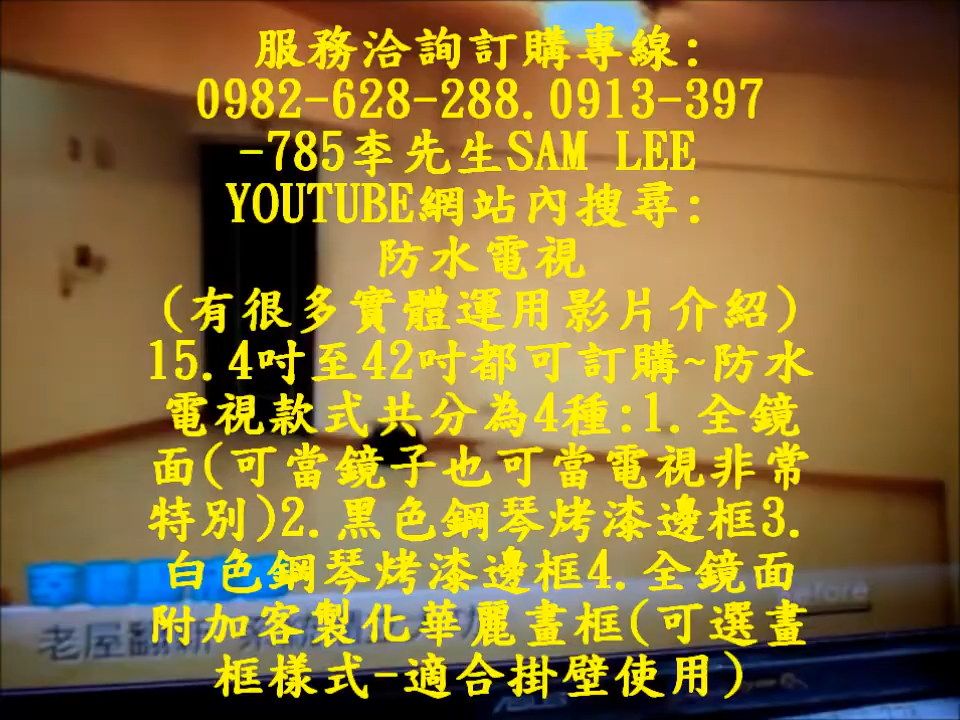 服務洽詢訂購專線:
0982-628-288.0913-397
-785李先生SAM LEE
YOUTUBE網站內搜尋:
防水電視
(有很多實體運用影片介紹)
15.4吋至42吋都可訂購~防水
電視款式共分為4種:1.全鏡
面(可當鏡子也可當電視非常
特別)2.黑色鋼琴烤漆邊框3.
白色鋼琴烤漆邊框4.全鏡面
Before
附加客製化華麗畫框(可選畫
老屋翻新
框樣式-適合掛壁使用)